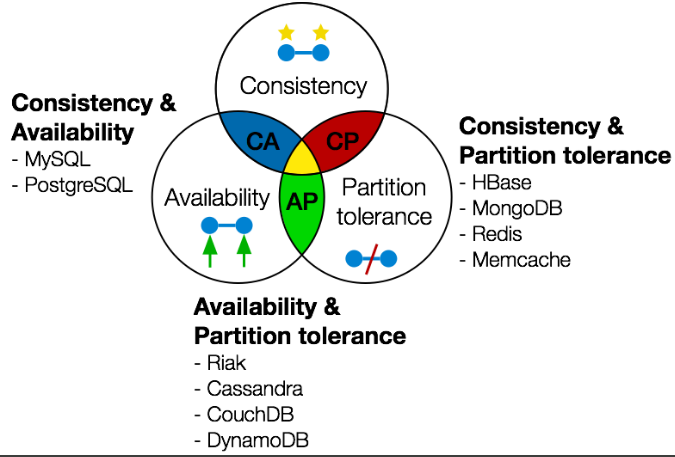 Consistency
Consistency &
Availability
- MySQL
- PostgreSQL
CA
CP
Consistency &
Partition tolerance
- HBase
- MongoDB
- Redis
- Memcache
Availability
AP
Partition
tolerance
Availability &
Partition tolerance
- Riak
- Cassandra
- CouchDB
- DynamoDB